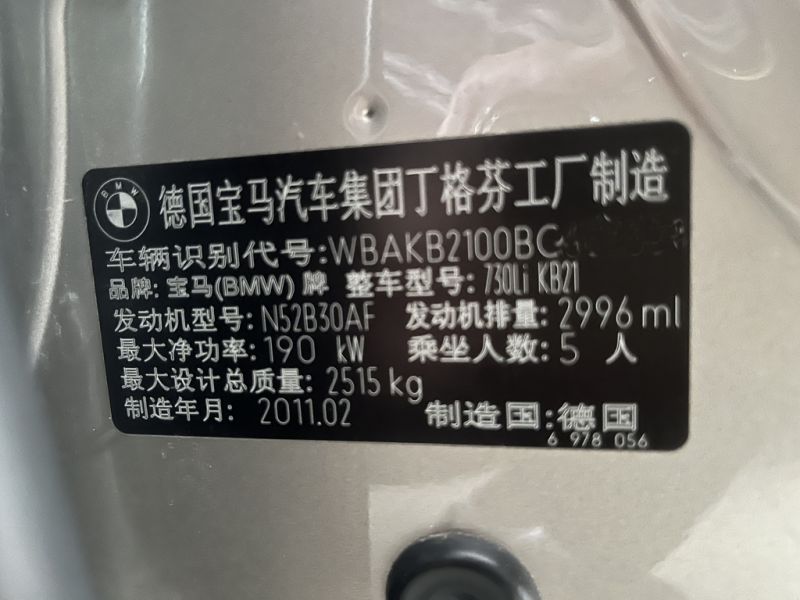 BMW
德国宝马汽车集团丁格芬工厂制造
车辆识别代号:WBAKB2100BC
品牌:宝马(BMW)牌 整车型号:730Li KB21
发动机型号:N52B30AF 发动机排量:2996ml
最大净功率:190 kW 乘坐人数:5 人
最大设计总质量:2515kg
制造年月:2011.02 制造国:德国
6 978 056